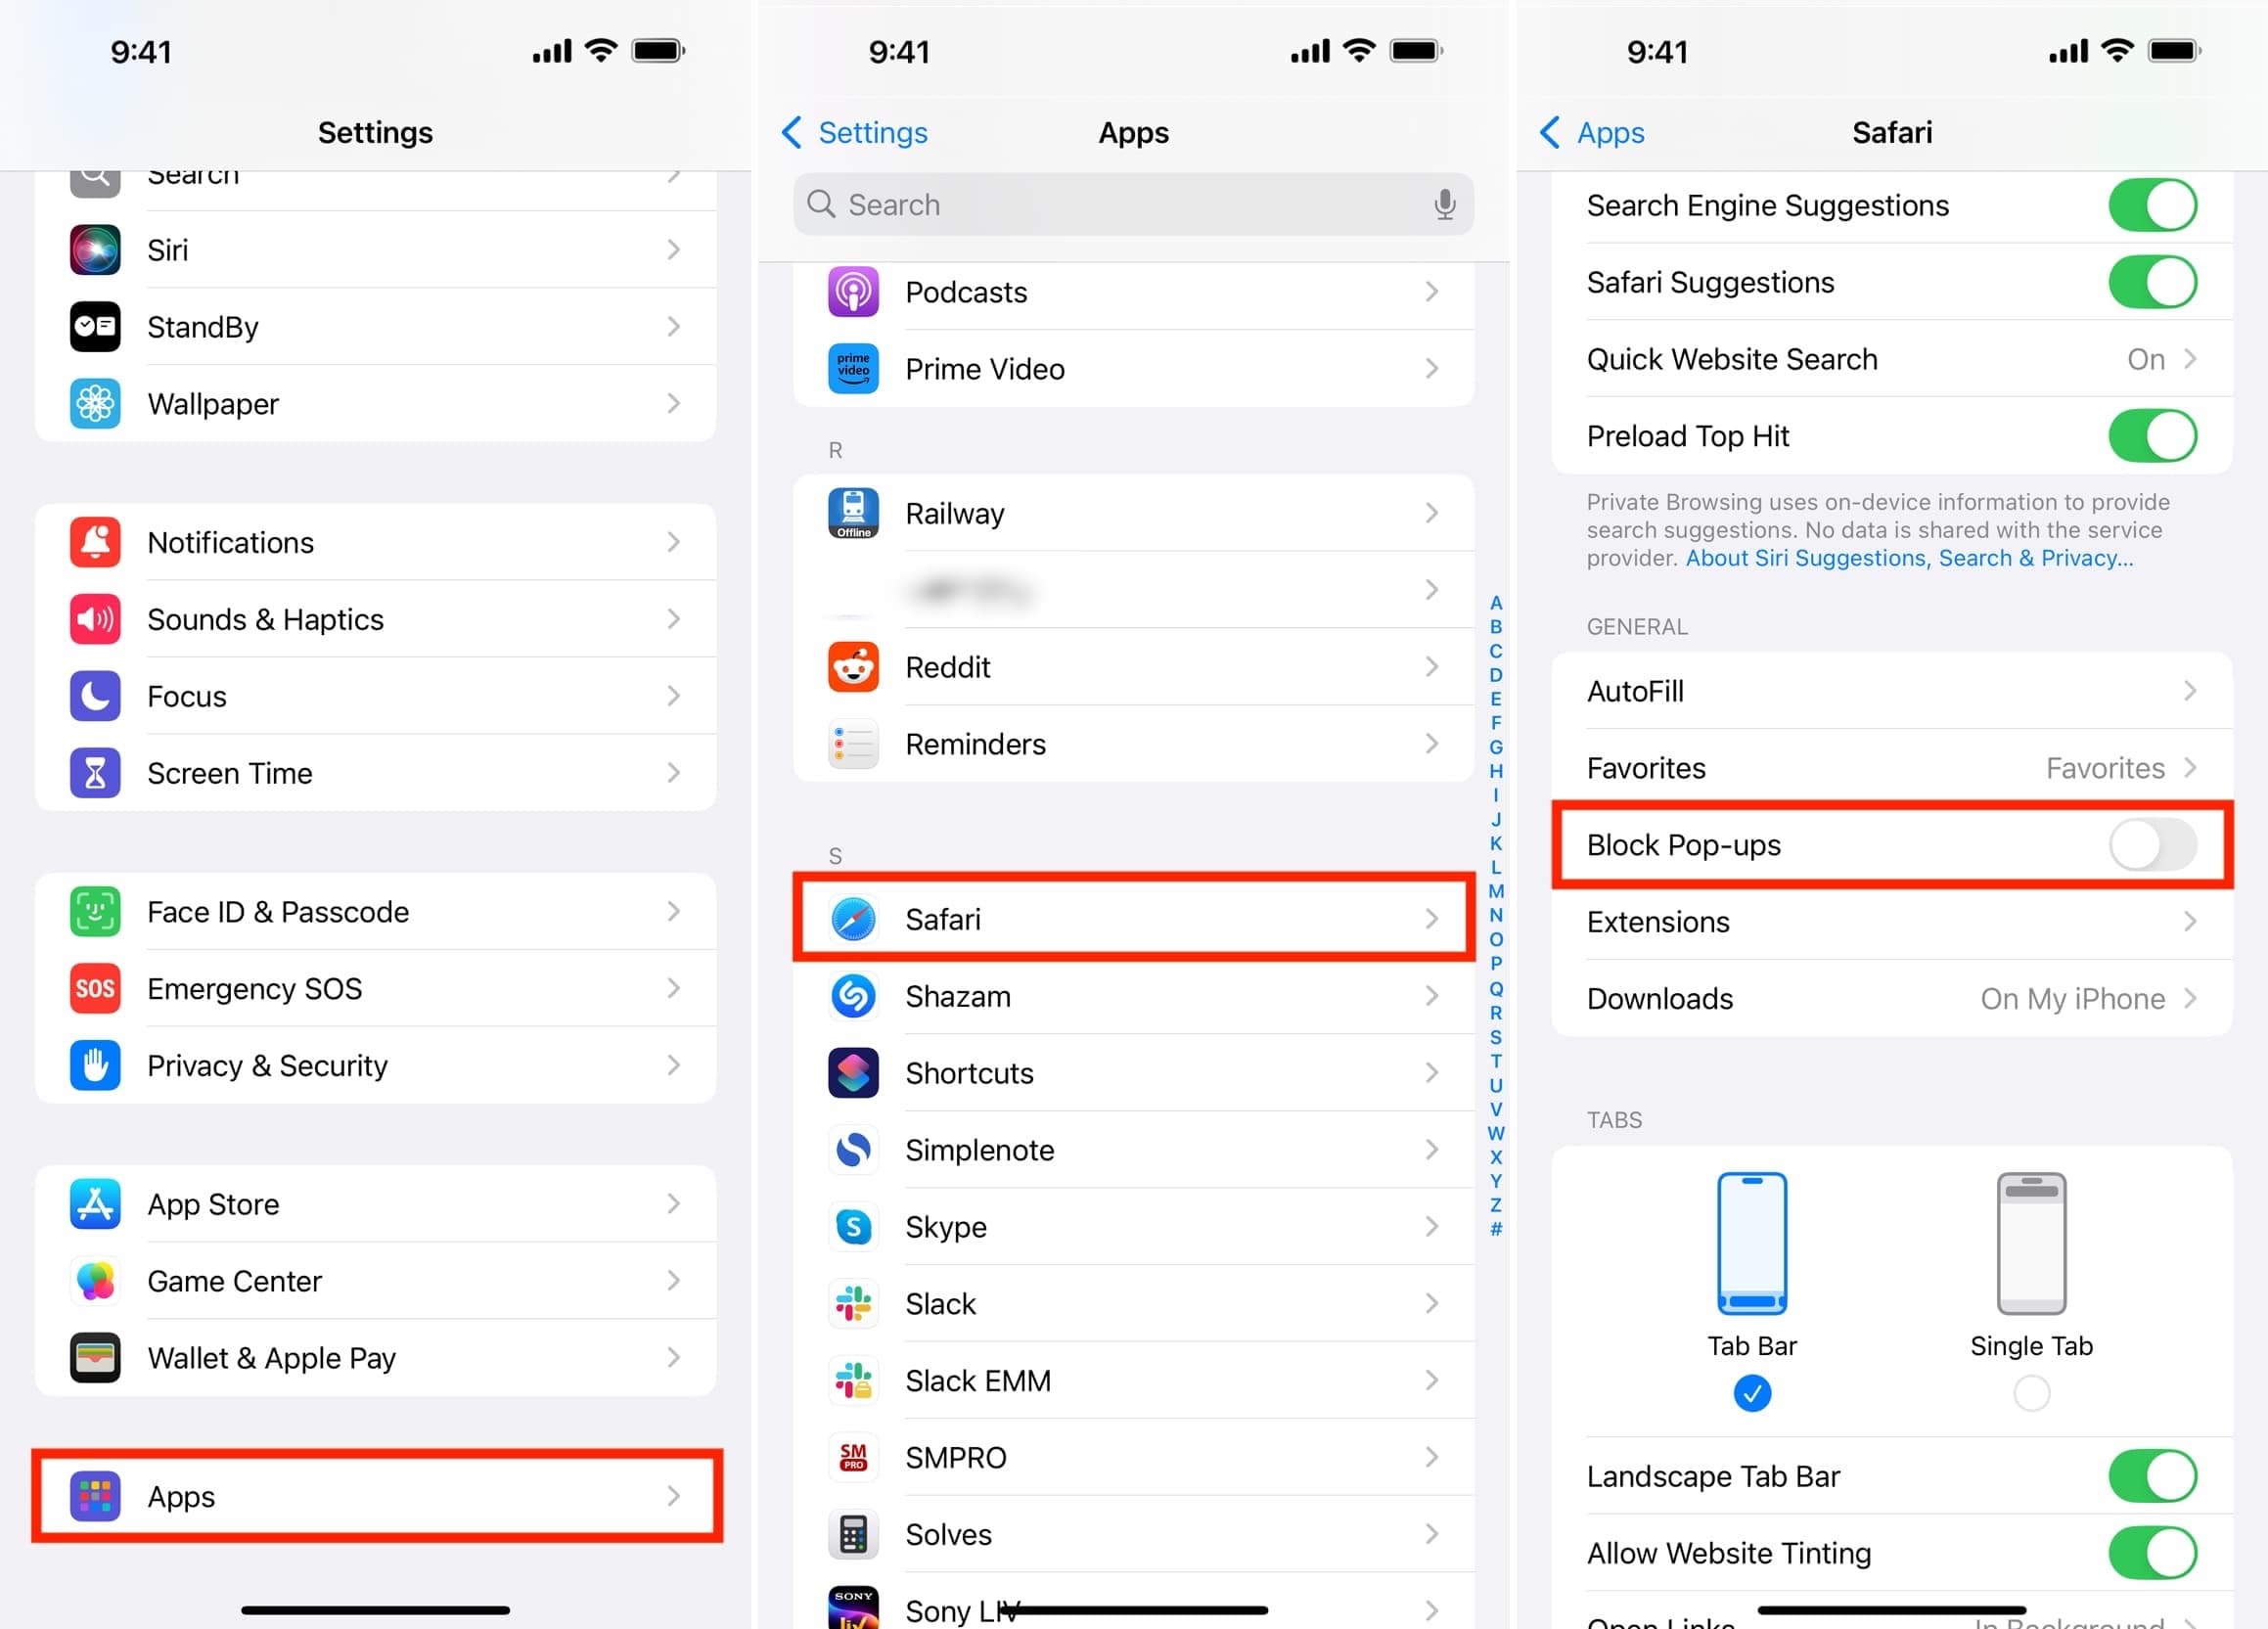 9:41
Settings
Search
Siri
StandBy
Wallpaper
Notifications
Sounds & Haptics
Focus
Screen Time
Face ID & Passcode
SOS
Emergency SOS
Privacy & Security
App Store
Game Center
Wallet & Apple Pay
Apps
9:41
Settings
Apps
Search
Podcasts
prime
video
Prime Video
R
Offline
Railway
Reddit
Reminders
S
Safari
Shazam
Shortcuts
Simplenote
S
Skype
Slack
Slack EMM
SM
PRO
SMPRO
Solves
SONY
liv
Sony LIV
A
B
C
D
E
F
G
H
I
J
K
L
M
N
O
P
Q
R
S
T
U
V
W
X
Y
Z
#
9:41
Apps
Safari
Search Engine Suggestions
Safari Suggestions
Quick Website Search On
Preload Top Hit
Private Browsing uses on-device information to provide
search suggestions. No data is shared with the service
provider. About Siri Suggestions, Search & Privacy...
GENERAL
AutoFill
Favorites Favorites
Block Pop-ups
Extensions
Downloads On My iPhone
TABS
Tab Bar
Single Tab
Landscape Tab Bar
Allow Website Tinting
Open Links In Background